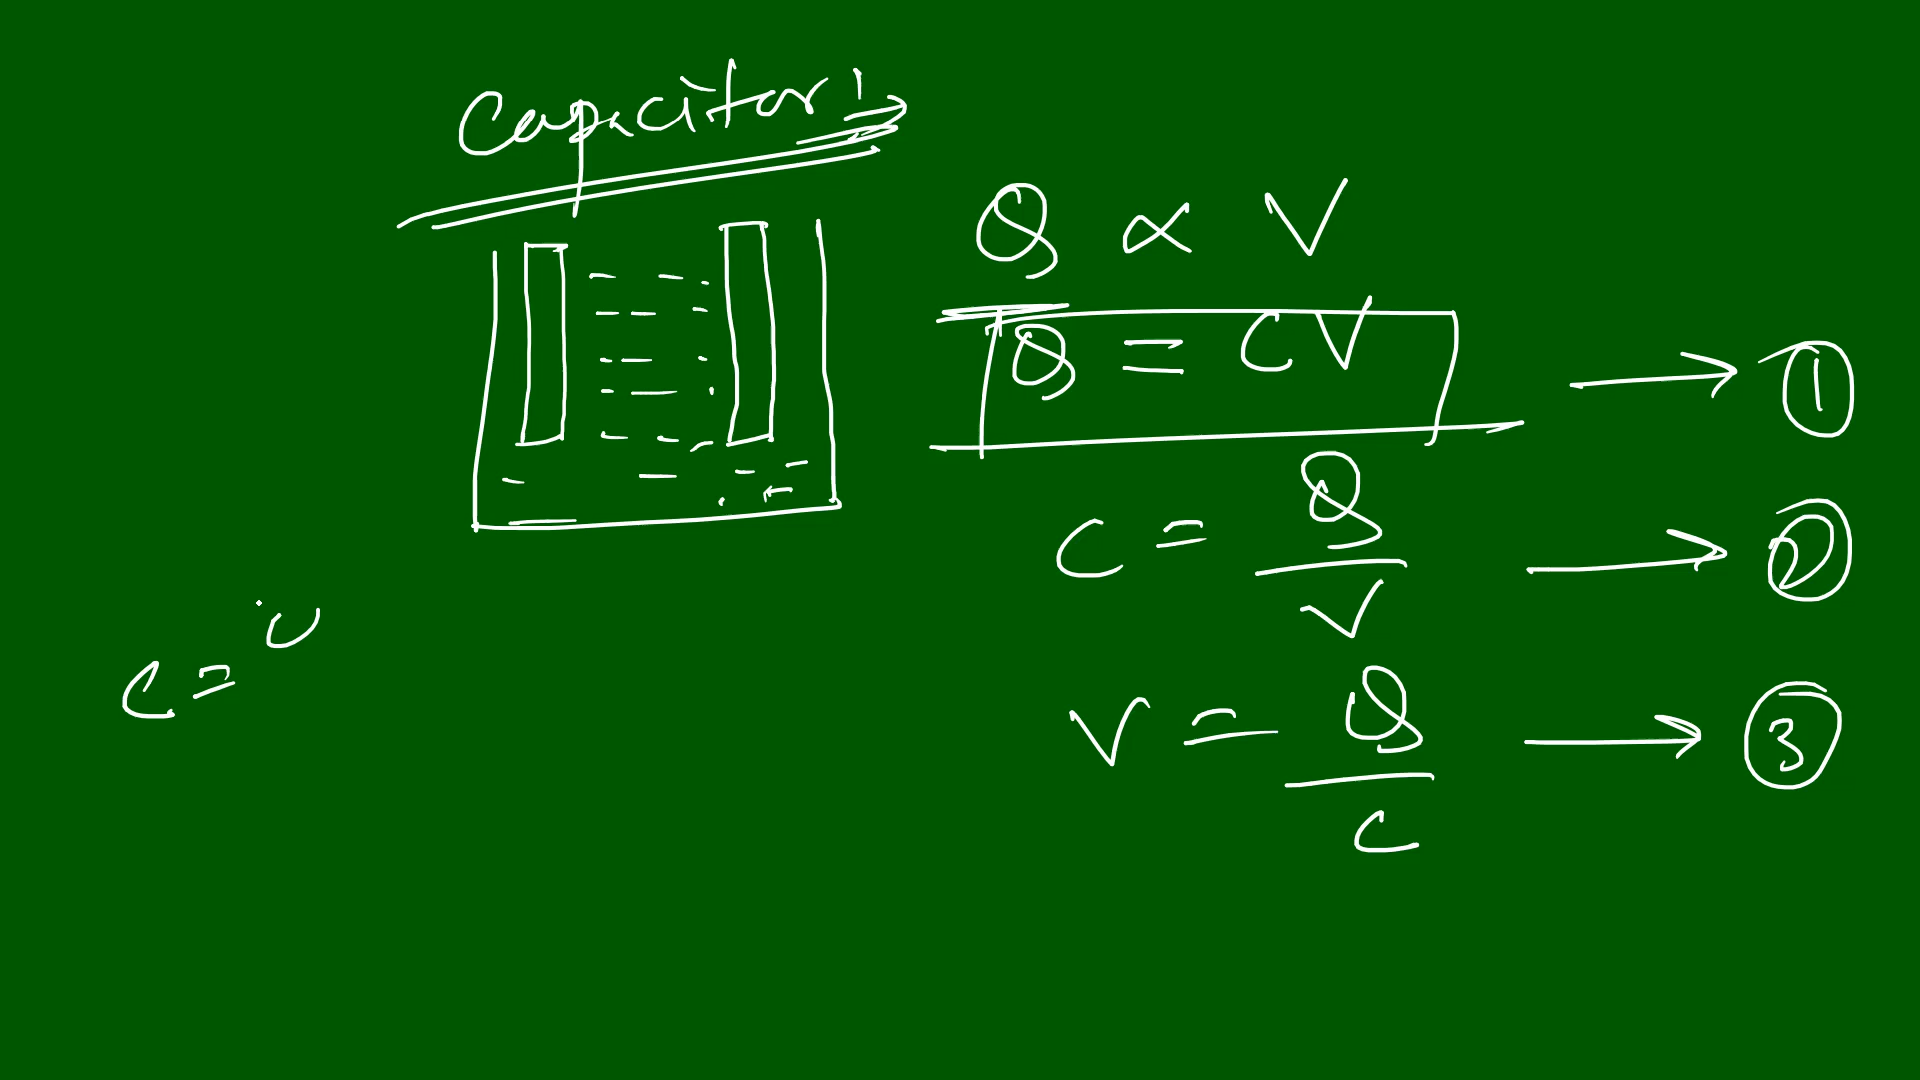 Capacitor!
Q ∝ V
Q = CV → ①
C = Q/V → ②
V = Q/C → ③
C =